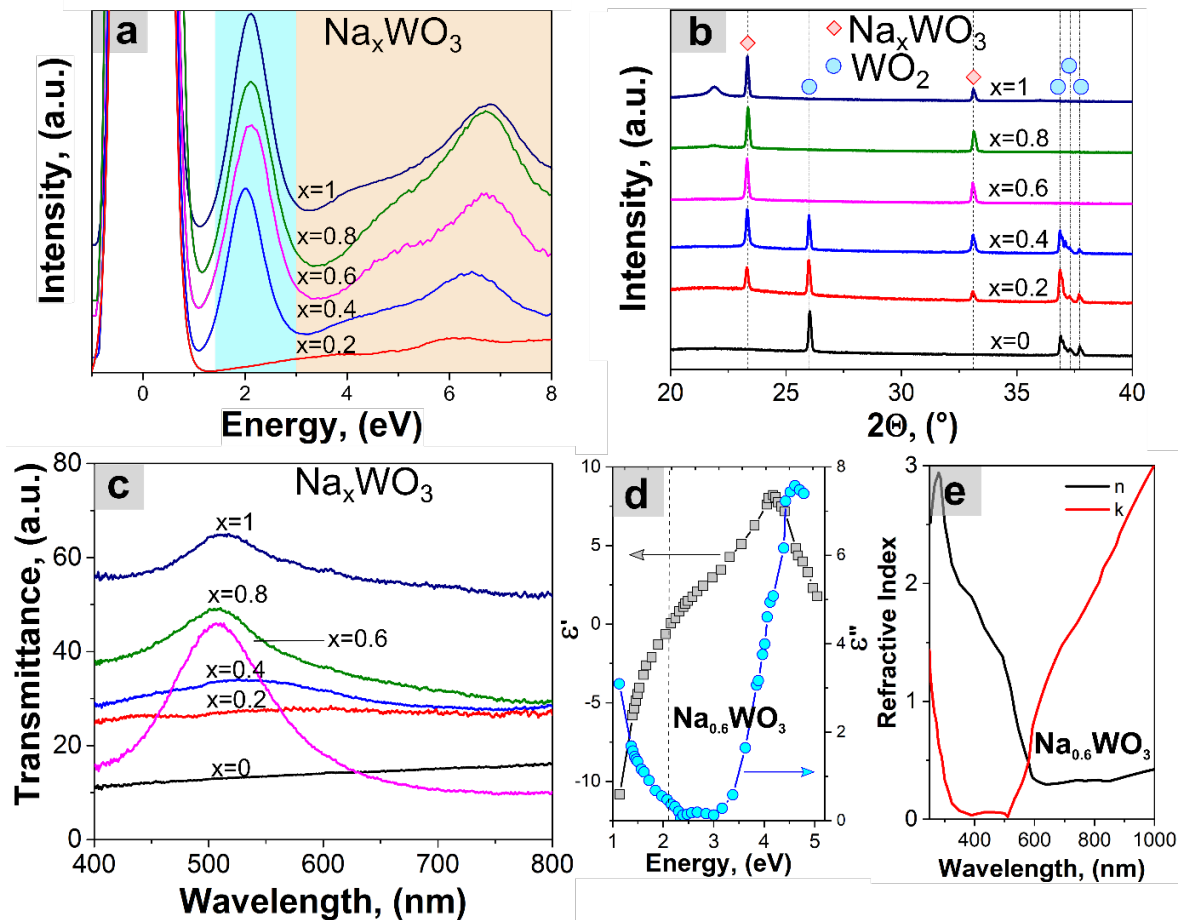 a
NaₓWO₃
Intensity, (a.u.)
x=1
x=0.8
x=0.6
x=0.4
x=0.2
0
2
4
6
8
Energy, (eV)
b
NaₓWO₃
WO₂
Intensity, (a.u.)
x=1
x=0.8
x=0.6
x=0.4
x=0.2
x=0
20
25
30
35
40
2Θ, (°)
c
NaₓWO₃
Transmittance, (a.u.)
80
60
40
20
0
x=1
x=0.8
x=0.6
x=0.4
x=0.2
x=0
400
500
600
700
800
Wavelength, (nm)
d
10
5
0
-5
-10
ε'
8
6
4
2
0
ε''
Na₀.₆WO₃
1
2
3
4
5
Energy, (eV)
e
n
k
3
2
1
0
Refractive Index
Na₀.₆WO₃
400
600
800
1000
Wavelength, (nm)